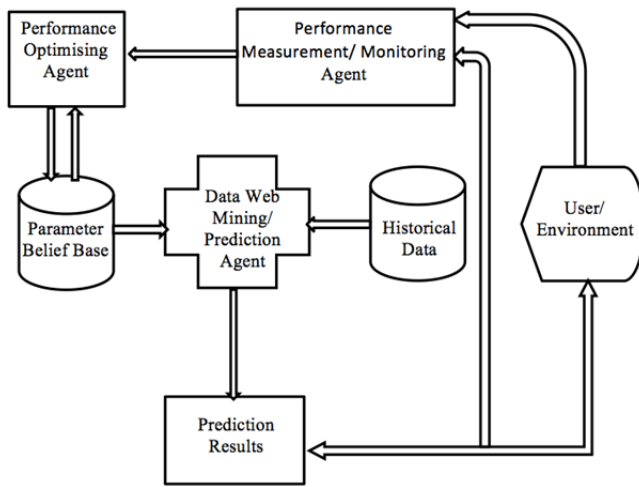 Performance
Optimising
Agent
Performance
Measurement/ Monitoring
Agent
Parameter
Belief Base
Data Web
Mining/
Prediction
Agent
Historical
Data
User/
Environment
Prediction
Results